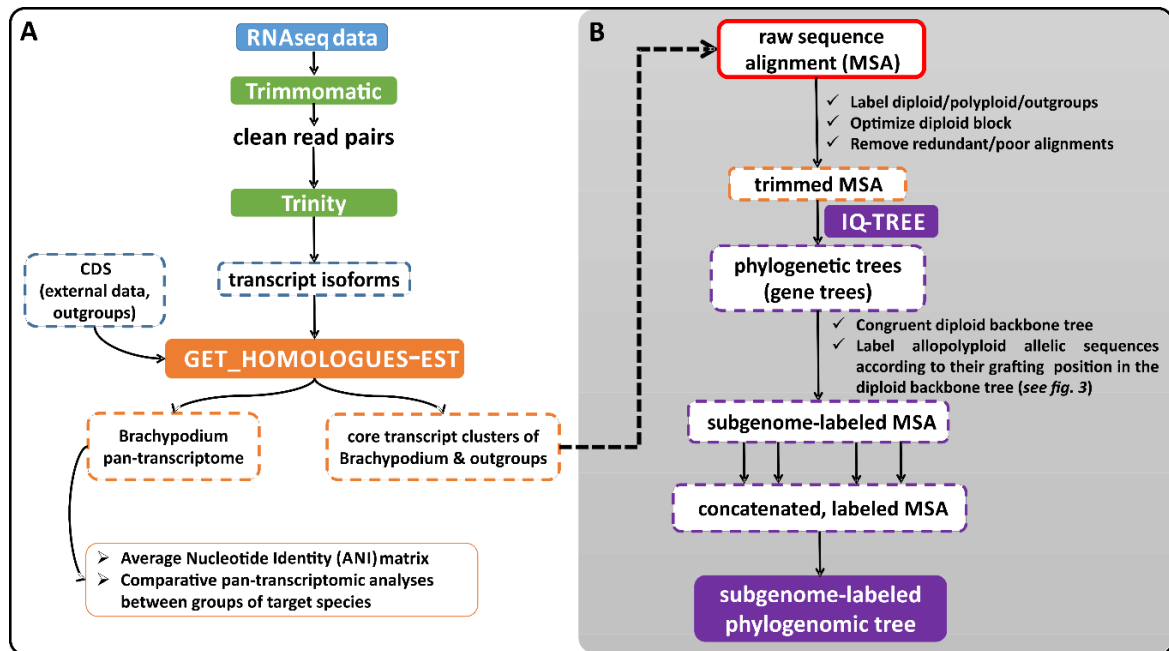 A
RNAseq data
Trimmomatic
clean read pairs
Trinity
transcript isoforms
CDS
(external data,
outgroups)
GET_HOMOLOGUES-EST
Brachypodium
pan-transcriptome
core transcript clusters of
Brachypodium & outgroups
➢ Average Nucleotide Identity (ANI) matrix
➢ Comparative pan-transcriptomic analyses
between groups of target species
B
raw sequence
alignment (MSA)
✓ Label diploid/polyploid/outgroups
✓ Optimize diploid block
✓ Remove redundant/poor alignments
trimmed MSA
IQ-TREE
phylogenetic trees
(gene trees)
✓ Congruent diploid backbone tree
✓ Label allopolyploid allelic sequences
according to their grafting position in the
diploid backbone tree (see fig. 3)
subgenome-labeled MSA
concatenated, labeled MSA
subgenome-labeled
phylogenomic tree